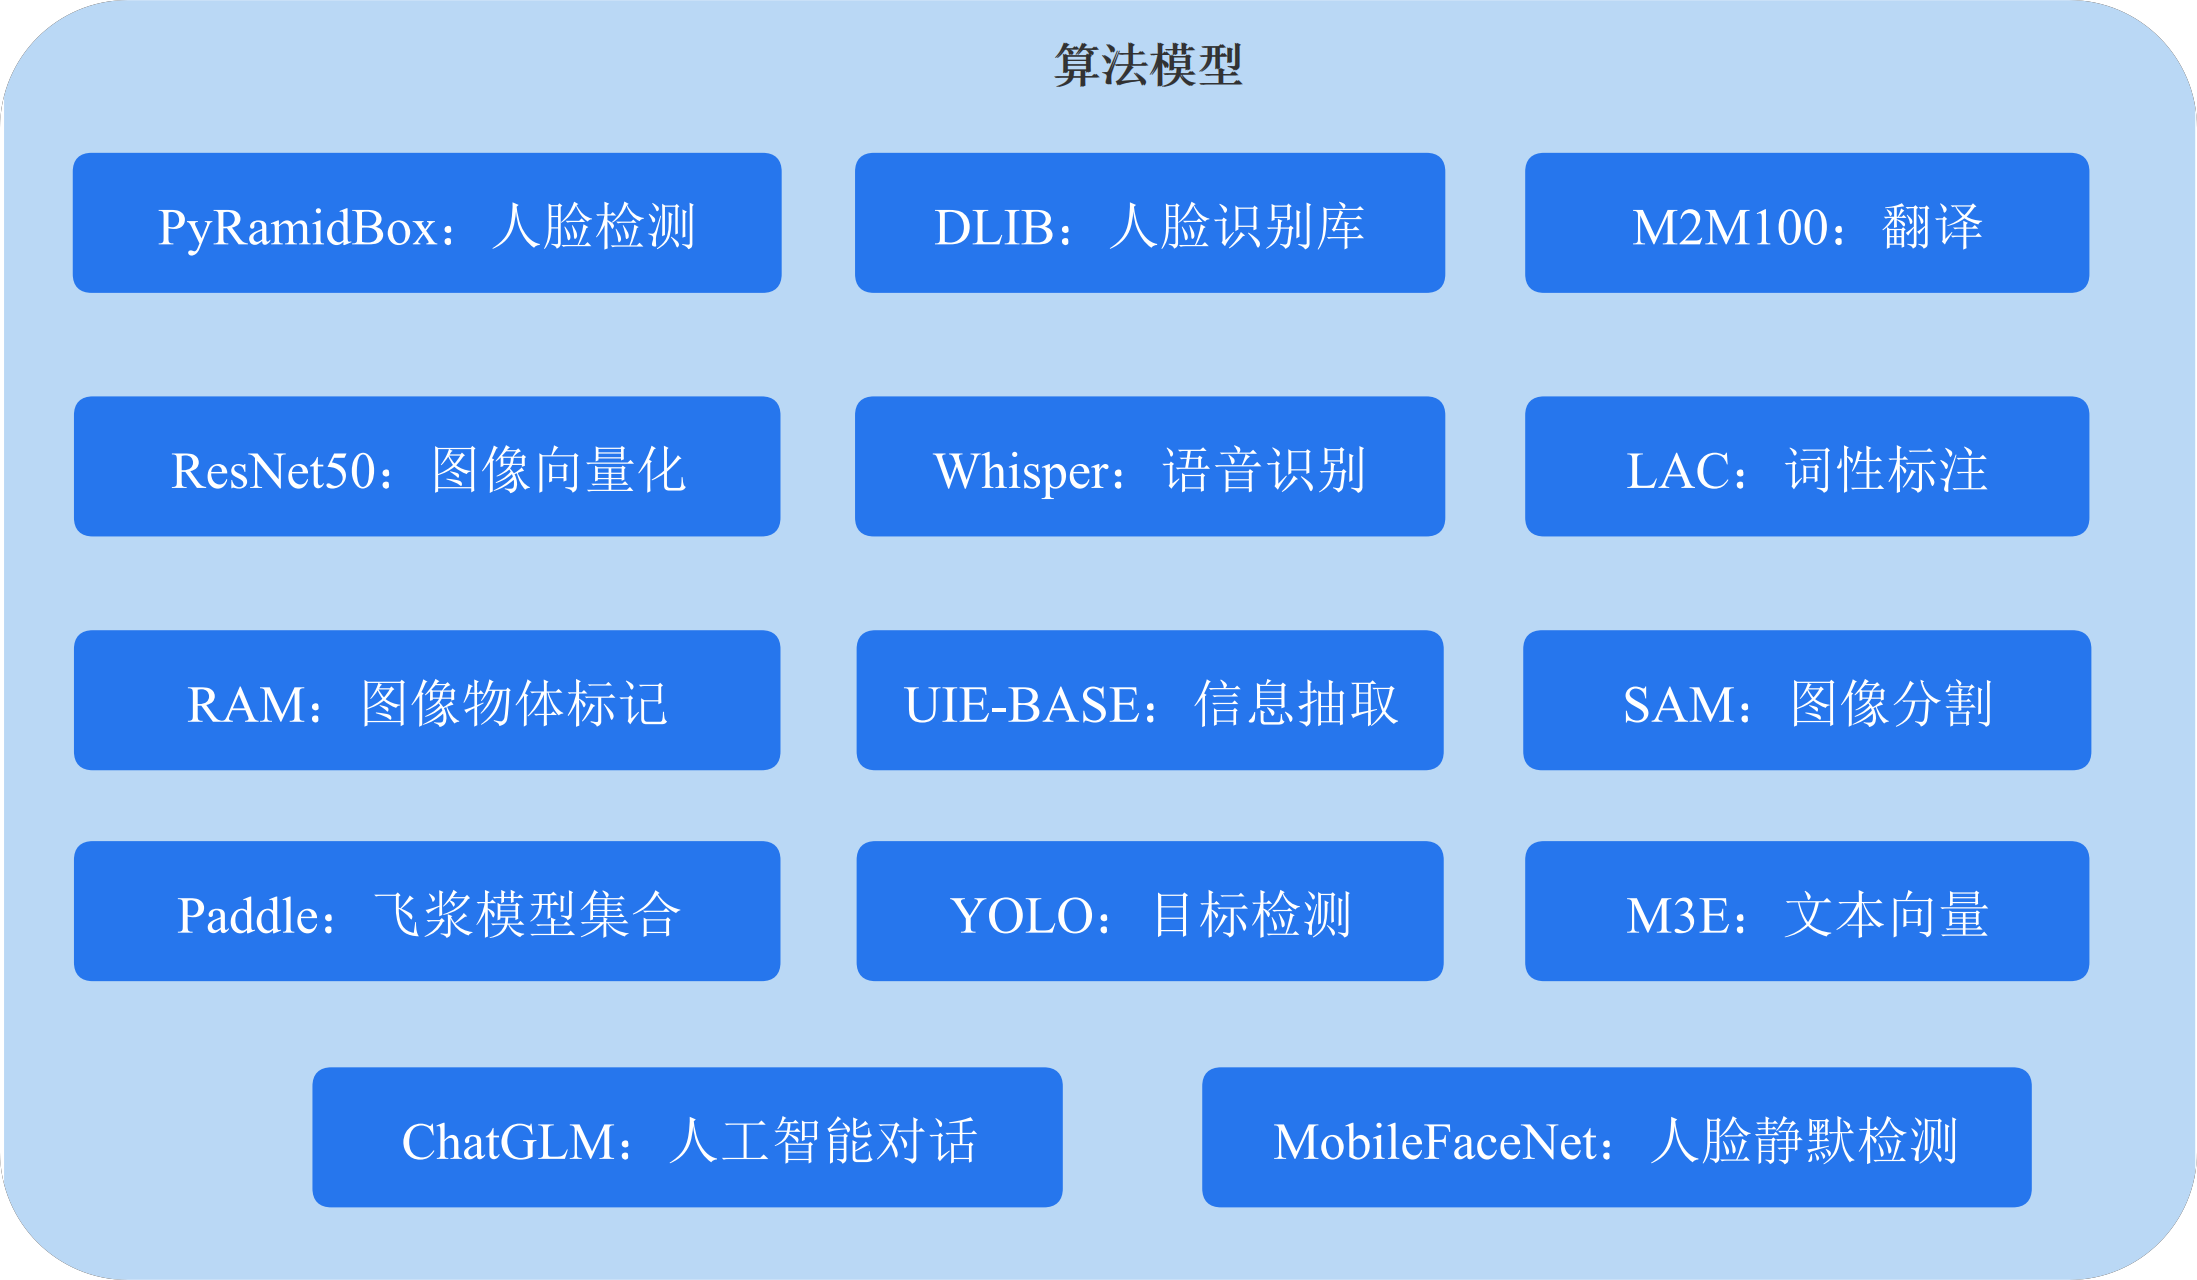 算法模型
PyRamidBox：人脸检测
DLIB：人脸识别库
M2M100：翻译
ResNet50：图像向量化
Whisper：语音识别
LAC：词性标注
RAM：图像物体标记
UIE-BASE：信息抽取
SAM：图像分割
Paddle：飞浆模型集合
YOLO：目标检测
M3E：文本向量
ChatGLM：人工智能对话
MobileFaceNet：人脸静默检测